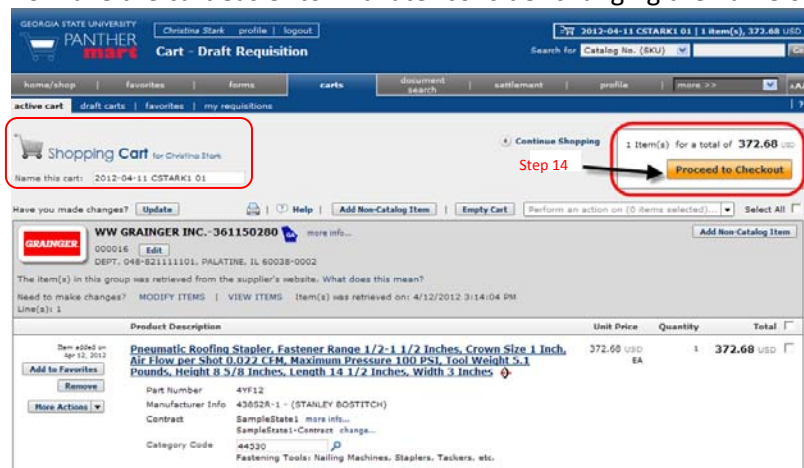 GEORGIA STATE UNIVERSITY
PANTHER
mart
Christina Stark profile | logout
Cart - Draft Requisition
2012-04-11 CSTARK1 01 | 1 item(s), 372.68 USD
Search for Catalog No. (SKU)
home/shop | favorites | forms carts document search | settlement | profile | more >>
active cart draft carts | favorites | my requisitions
Shopping Cart for Christina Stark
Continue Shopping
1 Item(s) for a total of 372.68 USD
Step 14
Proceed to Checkout
Name this cart: 2012-04-11 CSTARK1 01
Have you made changes? Update | Help | Add Non-Catalog Item | Empty Cart Perform an action on (0 items selected)... Select All
GRAINGER
WW GRAINGER INC.-361150280 more info...
Add Non-Catalog Item
000016 Edit
DEPT. 048-821111101, PALATINE, IL 60038-0002
The item(s) in this group was retrieved from the supplier's website. What does this mean?
Need to make changes? MODIFY ITEMS | VIEW ITEMS Item(s) was retrieved on: 4/12/2012 3:14:04 PM
Line(s): 1
Product Description Unit Price Quantity Total
Item added on
Apr 12, 2012
Add to Favorites
Remove
More Actions
Pneumatic Roofing Stapler, Fastener Range 1/2-1 1/2 Inches, Crown Size 1 Inch,
Air Flow per Shot 0.022 CFM, Maximum Pressure 100 PSI, Tool Weight 5.1
Pounds, Height 8 5/8 Inches, Length 14 1/2 Inches, Width 3 Inches
372.68 USD 1 372.68 USD
EA
Part Number 4YF12
Manufacturer Info 43852R-1 - (STANLEY BOSTITCH)
Contract SampleState1 more info...
SampleState1-Contract change...
Category Code 44530
Fastening Tools: Nailing Machines, Staplers, Tackers, etc.